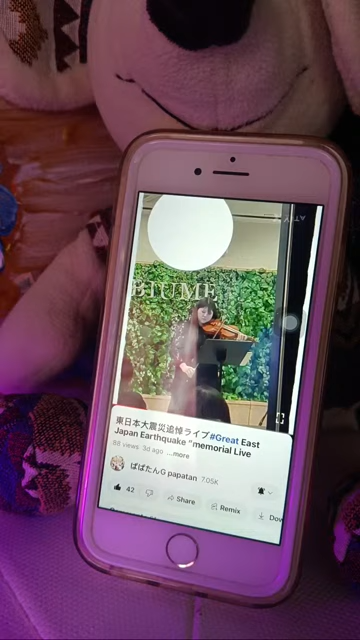 BIUME
東日本大震災追悼ライブ#Great East
Japan Earthquake "memorial Live
88 views 3d ago ...more
ぱぱたんG papatan 7.05K
42 Share Remix Dow